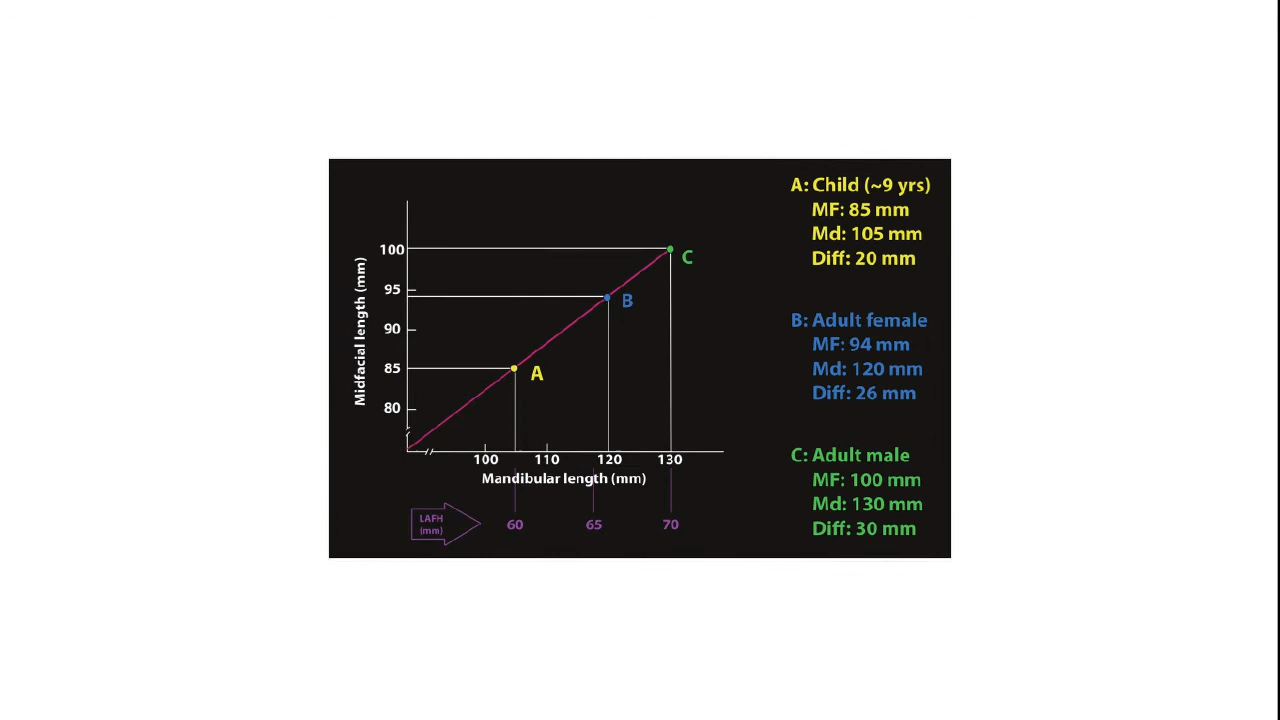 A: Child (~9 yrs)
MF: 85 mm
Md: 105 mm
Diff: 20 mm
B: Adult female
MF: 94 mm
Md: 120 mm
Diff: 26 mm
C: Adult male
MF: 100 mm
Md: 130 mm
Diff: 30 mm
Midfacial length (mm)
100
95
90
85
80
C
B
A
100 110 120 130
Mandibular length (mm)
LAFH
(mm)
60 65 70